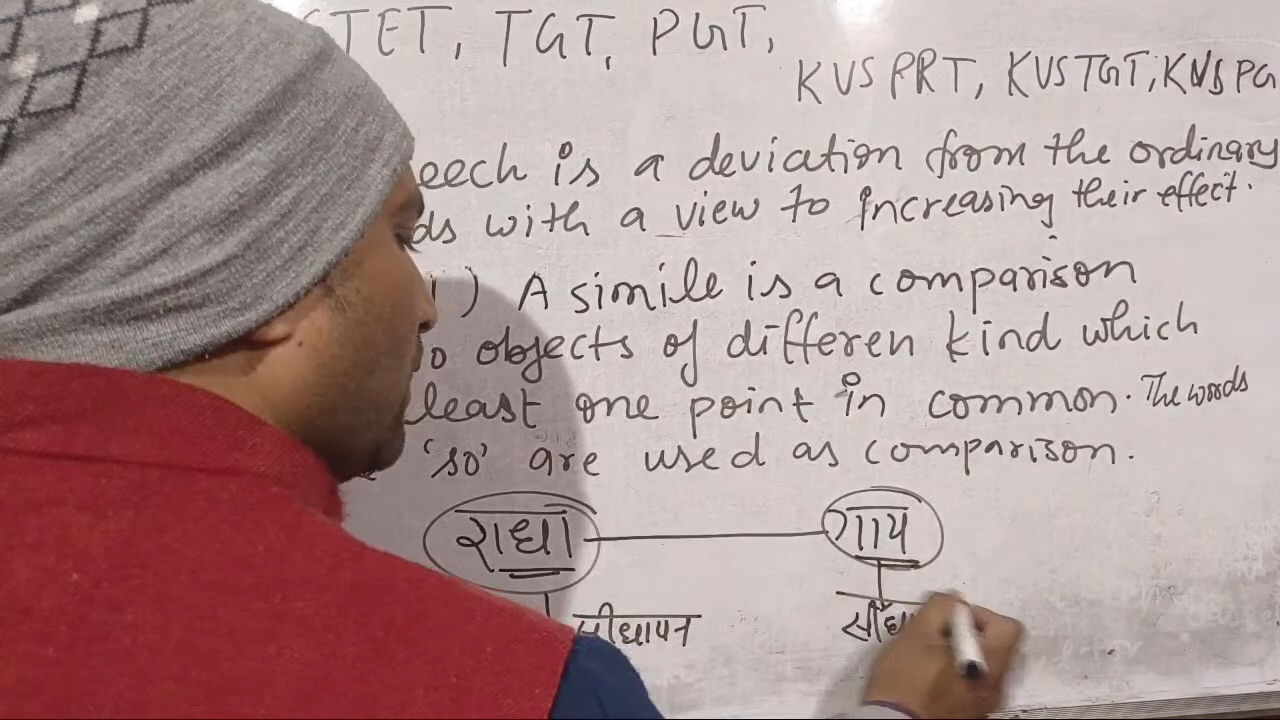 CTET, TGT, PGT,
KVS PRT, KVS TGT, KVS PG
eech is a deviation from the ordinary
ds with a view to increasing their effect.
1) A simile is a comparison
o objects of differen kind which
least one point in common. The words
'so' are used as comparison.
राधा गाय
सीधापन सीधा